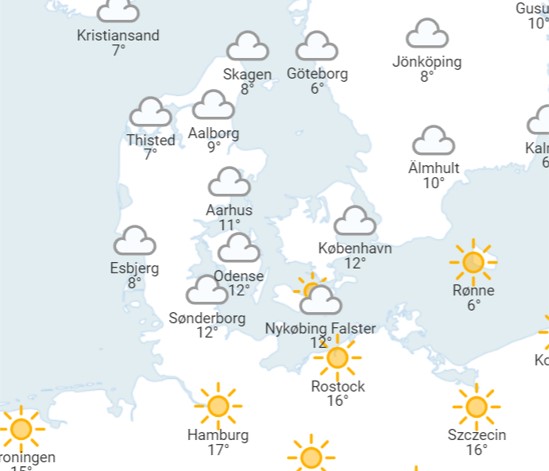 Gusu
10°
Kristiansand
7°
Jönköping
8°
Skagen
8°
Göteborg
6°
Aalborg
9°
Thisted
7°
Kaln
6
Älmhult
10°
Aarhus
11°
København
12°
Esbjerg
8°
Odense
12°
Rønne
6°
Sønderborg
12°
Nykøbing Falster
12°
Ko
Rostock
16°
Hamburg
17°
Szczecin
16°
roningen
15°